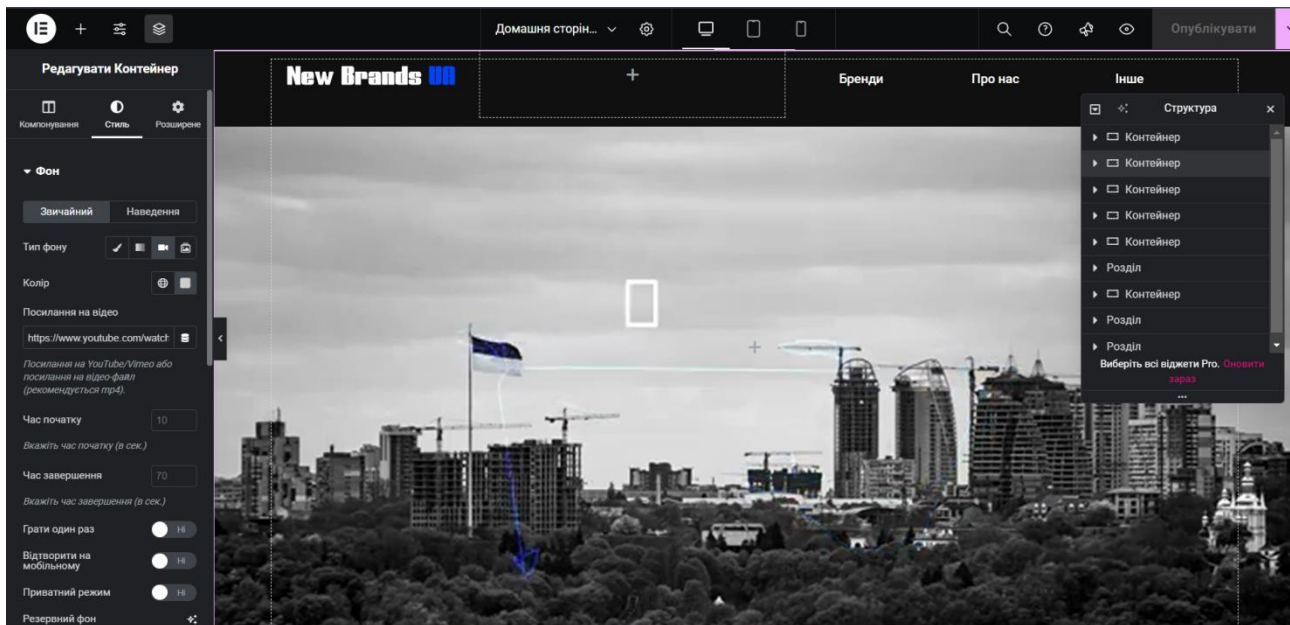 Домашня сторін...
Опублікувати
Редагувати Контейнер
Компонування
Стиль
Розширене
Фон
Звичайний
Наведення
Тип фону
Колір
Посилання на відео
https://www.youtube.com/watch
Посилання на YouTube/Vimeo або
посилання на відео-файл
(рекомендується mp4).
Час початку
10
Вкажіть час початку (в сек.)
Час завершення
70
Вкажіть час завершення (в сек.)
Грати один раз
Ні
Відтворити на
мобільному
Ні
Приватний режим
Ні
Резервний фон
New Brands UA
Бренди
Про нас
Інше
Структура
Контейнер
Контейнер
Контейнер
Контейнер
Контейнер
Розділ
Контейнер
Розділ
Розділ
Виберіть всі віджети Pro. Оновити
зараз